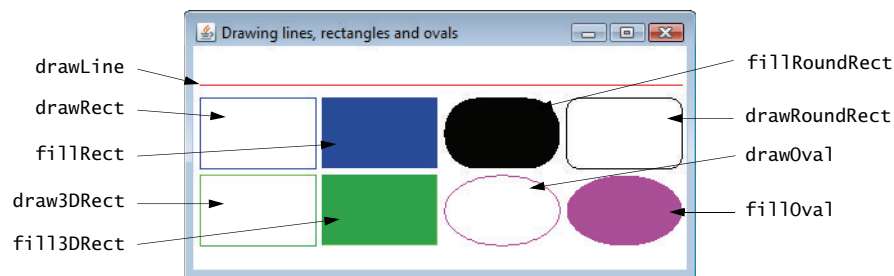 Drawing lines, rectangles and ovals
drawLine
drawRect
fillRect
draw3DRect
fill3DRect
fillRoundRect
drawRoundRect
drawOval
fillOval